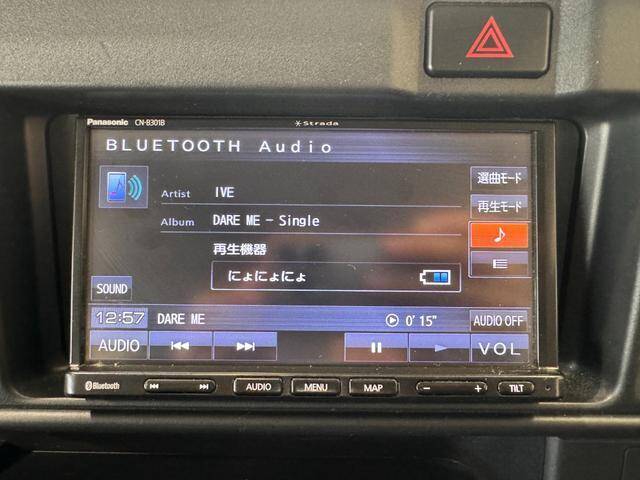 Panasonic CN-B301B Strada
BLUETOOTH Audio
選曲モード
Artist IVE
再生モード
Album DARE ME - Single
再生機器
にょにょにょ
SOUND
12:57 DARE ME 0' 15" AUDIO OFF
AUDIO VOL
Bluetooth AUDIO MENU MAP − + TILT